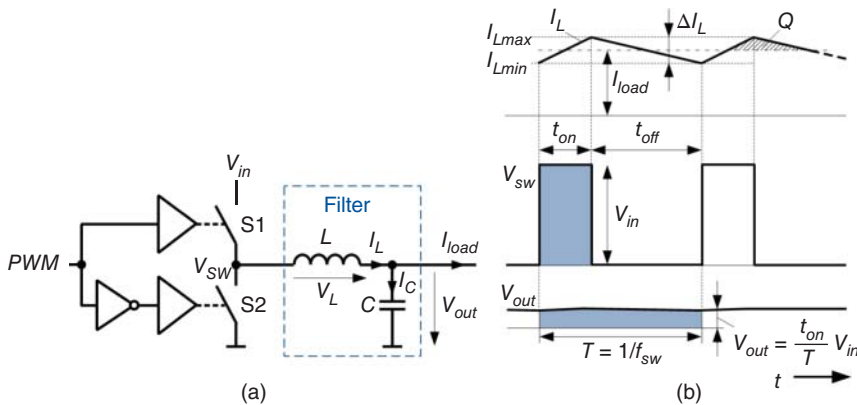 PWM
V_in
S1
V_SW
S2
Filter
L
I_L
I_load
V_L
I_C
C
V_out
(a)
I_L
ΔI_L
Q
I_Lmax
I_Lmin
I_load
t_on
t_off
V_sw
V_in
V_out
T = 1/f_sw
V_out = t_on/T V_in
t
(b)